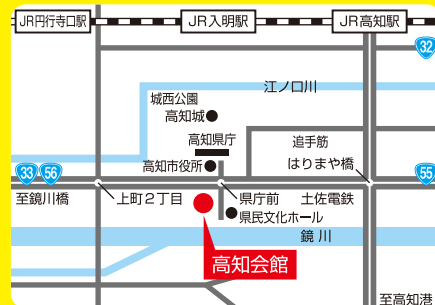 JR円行寺口駅
JR入明駅
JR高知駅
32
江ノ口川
城西公園
高知城
高知県庁
追手筋
高知市役所
はりまや橋
33 56
55
至鏡川橋
上町2丁目
県庁前
土佐電鉄
県民文化ホール
鏡川
高知会館
至高知港